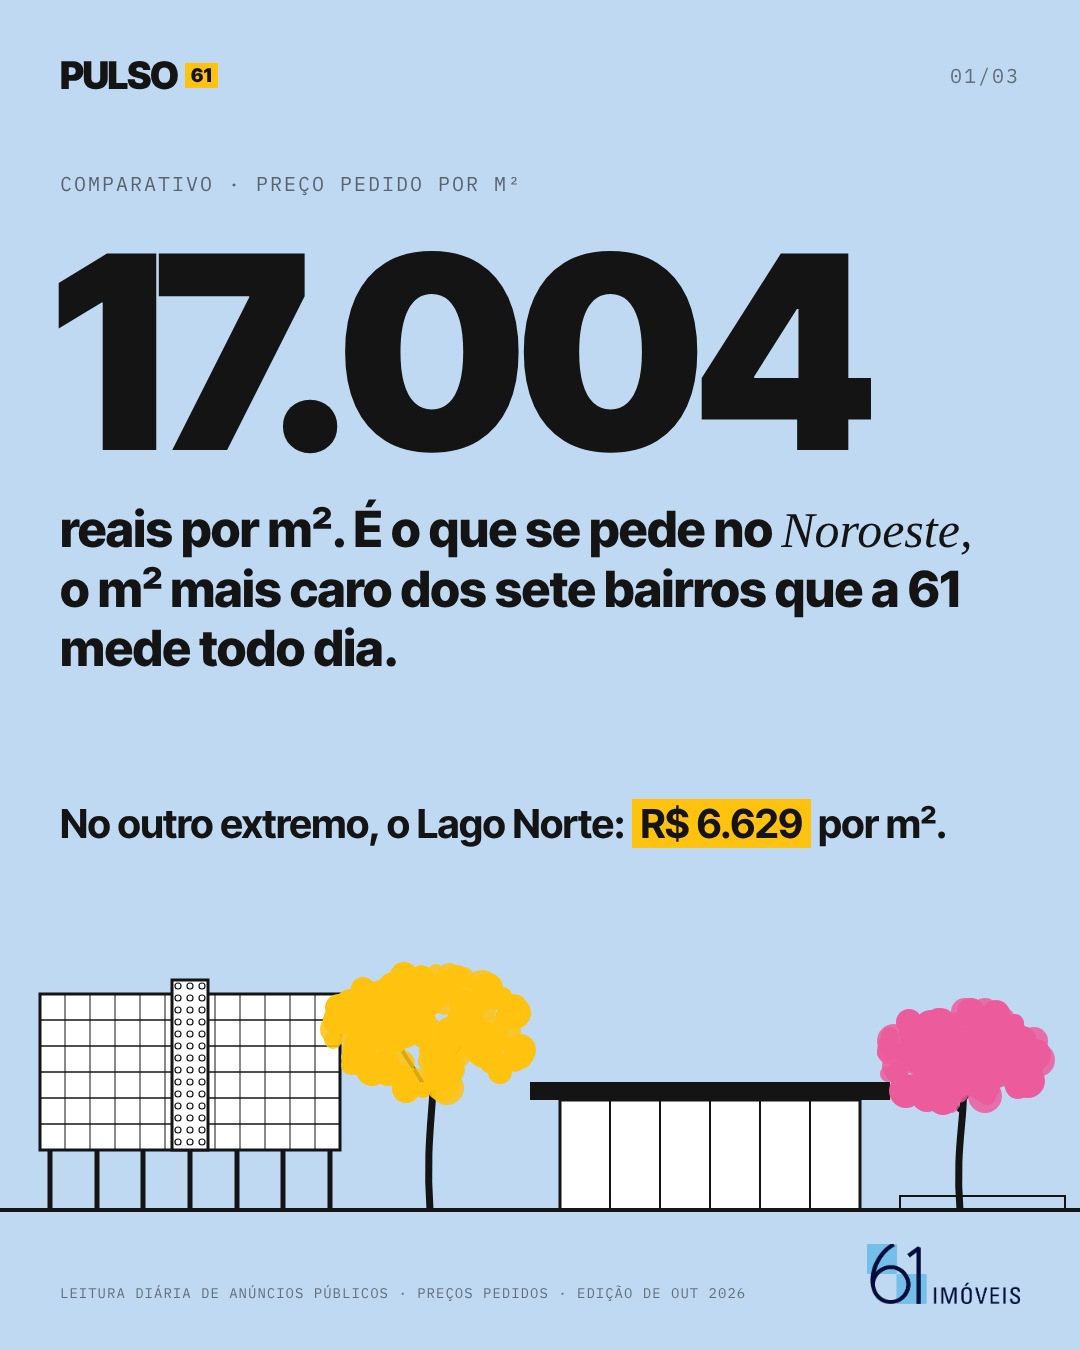 PULSO 61
01/03
COMPARATIVO · PREÇO PEDIDO POR M²
17.004
reais por m². É o que se pede no Noroeste,
o m² mais caro dos sete bairros que a 61
mede todo dia.
No outro extremo, o Lago Norte: R$ 6.629 por m².
LEITURA DIÁRIA DE ANÚNCIOS PÚBLICOS · PREÇOS PEDIDOS · EDIÇÃO DE OUT 2026
61 IMÓVEIS